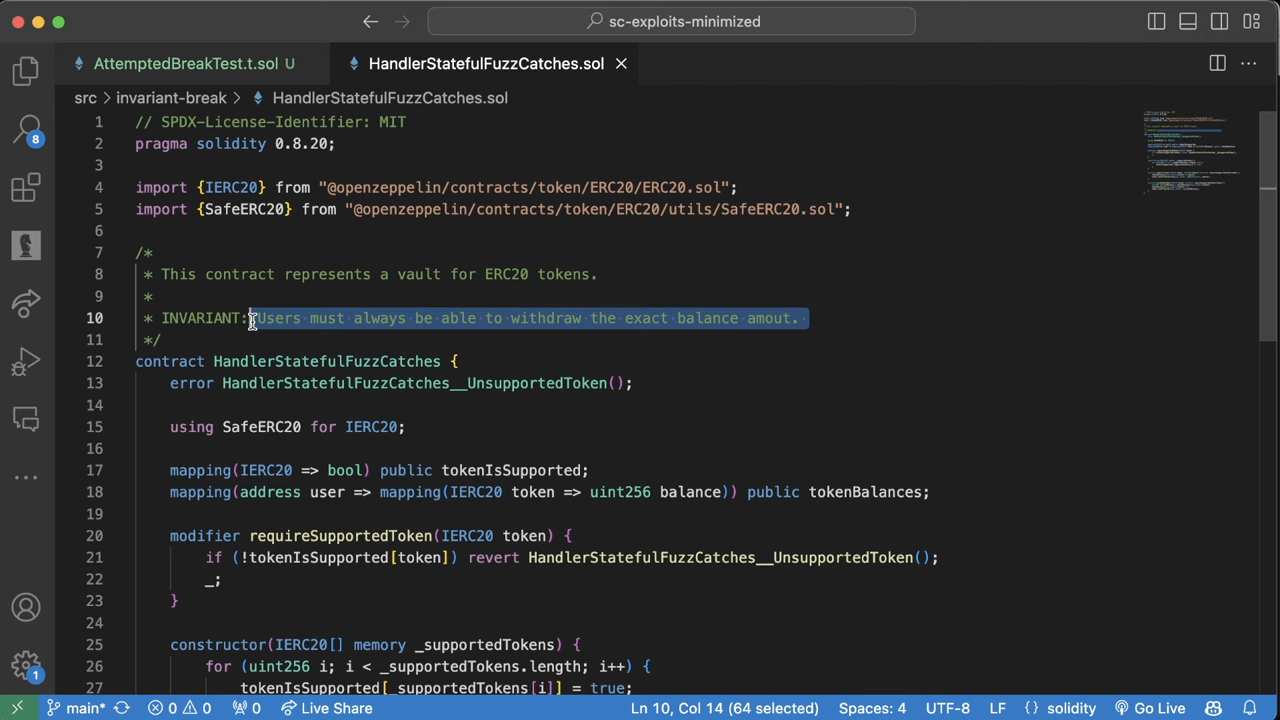 sc-exploits-minimized
AttemptedBreakTest.t.sol U
HandlerStatefulFuzzCatches.sol
src > invariant-break > HandlerStatefulFuzzCatches.sol
1 // SPDX-License-Identifier: MIT
2 pragma solidity 0.8.20;
3
4 import {IERC20} from "@openzeppelin/contracts/token/ERC20/ERC20.sol";
5 import {SafeERC20} from "@openzeppelin/contracts/token/ERC20/utils/SafeERC20.sol";
6
7 /*
8 * This contract represents a vault for ERC20 tokens.
9 *
10 * INVARIANT: Users must always be able to withdraw the exact balance amout.
11 */
12 contract HandlerStatefulFuzzCatches {
13 error HandlerStatefulFuzzCatches__UnsupportedToken();
14
15 using SafeERC20 for IERC20;
16
17 mapping(IERC20 => bool) public tokenIsSupported;
18 mapping(address user => mapping(IERC20 token => uint256 balance)) public tokenBalances;
19
20 modifier requireSupportedToken(IERC20 token) {
21 if (!tokenIsSupported[token]) revert HandlerStatefulFuzzCatches__UnsupportedToken();
22 _;
23 }
24
25 constructor(IERC20[] memory _supportedTokens) {
26 for (uint256 i; i < _supportedTokens.length; i++) {
27 tokenIsSupported[_supportedTokens[i]] = true;
8
1
main* 0 0 0 Live Share Ln 10, Col 14 (64 selected) Spaces: 4 UTF-8 LF {} solidity Go Live